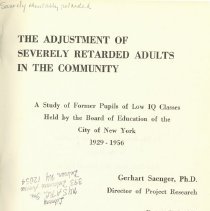 Severely Mentally retarded
THE ADJUSTMENT OF
SEVERELY RETARDED ADULTS
IN THE COMMUNITY
A Study of Former Pupils of Low IQ Classes
Held by the Board of Education of the
City of New York
1929 - 1956
Gerhart Saenger, Ph.D.
Director of Project Research
Library